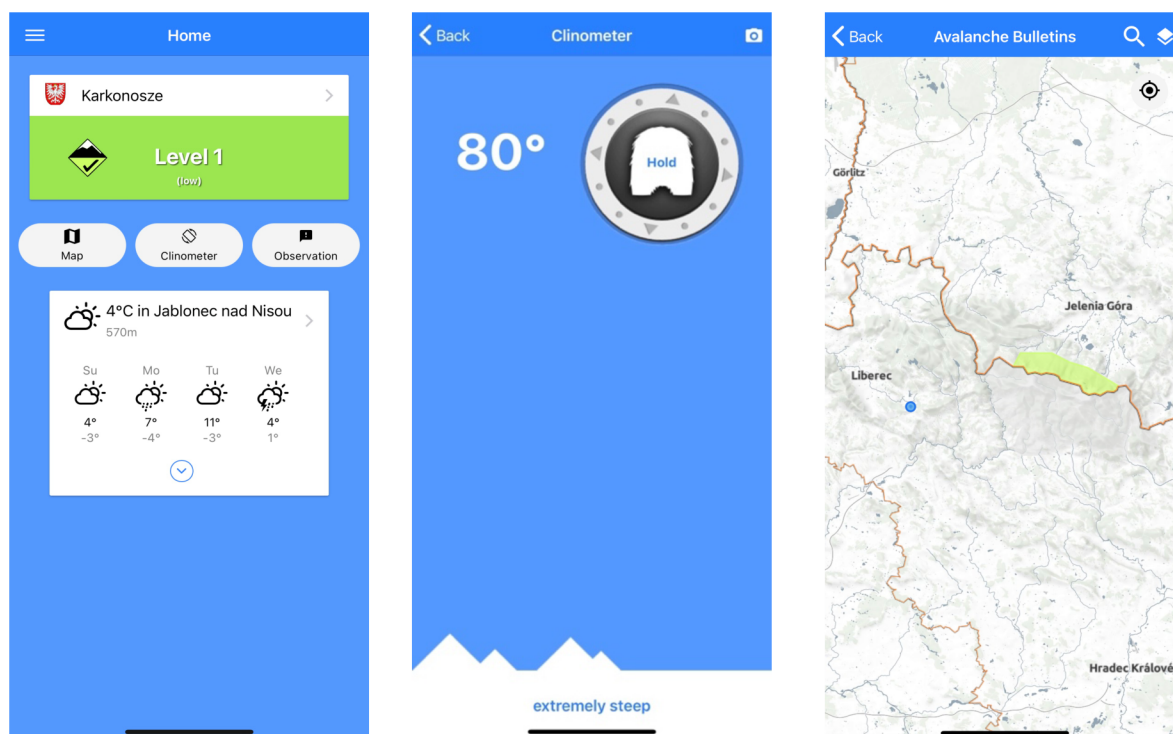 Home
Karkonosze
Level 1
(low)
Map
Clinometer
Observation
4°C in Jablonec nad Nisou
570m
Su Mo Tu We
4° 7° 11° 4°
-3° -4° -3° 1°
Back Clinometer
80°
Hold
extremely steep
Back Avalanche Bulletins
Görlitz
Jelenia Góra
Liberec
Hradec Králové